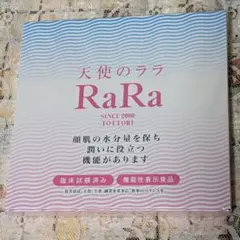 天使のララ
RaRa
SINCE 2000
TOTTORI
顔肌の水分量を保ち
潤いに役立つ
機能があります
臨床試験済み
機能性表示食品